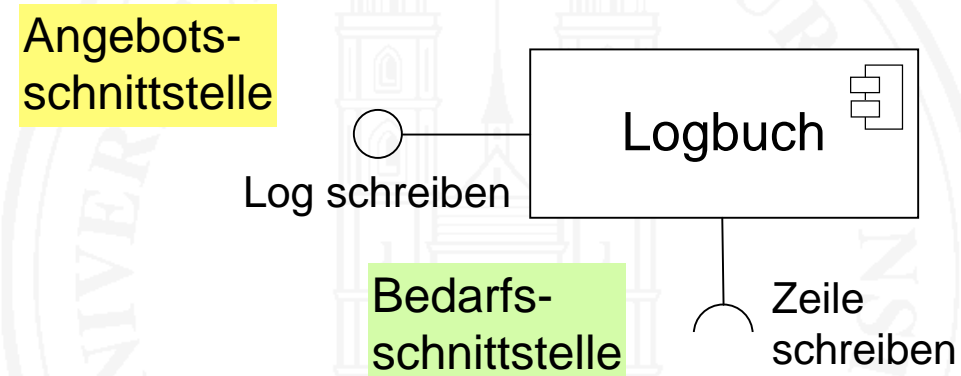 Angebots-
schnittstelle
Logbuch
Log schreiben
Bedarfs-
schnittstelle
Zeile
schreiben